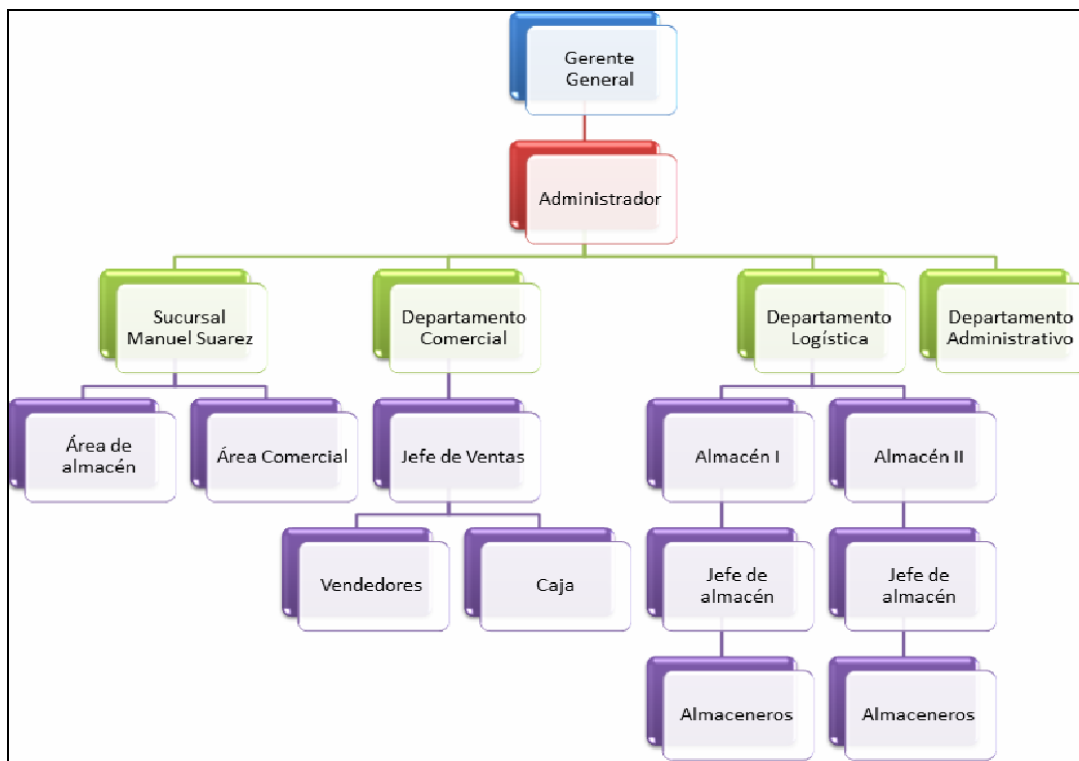 Gerente
General
Administrador
Sucursal
Manuel Suarez
Departamento
Comercial
Departamento
Logística
Departamento
Administrativo
Área de
almacén
Área Comercial
Jefe de Ventas
Almacén I
Almacén II
Vendedores
Caja
Jefe de
almacén
Jefe de
almacén
Almaceneros
Almaceneros